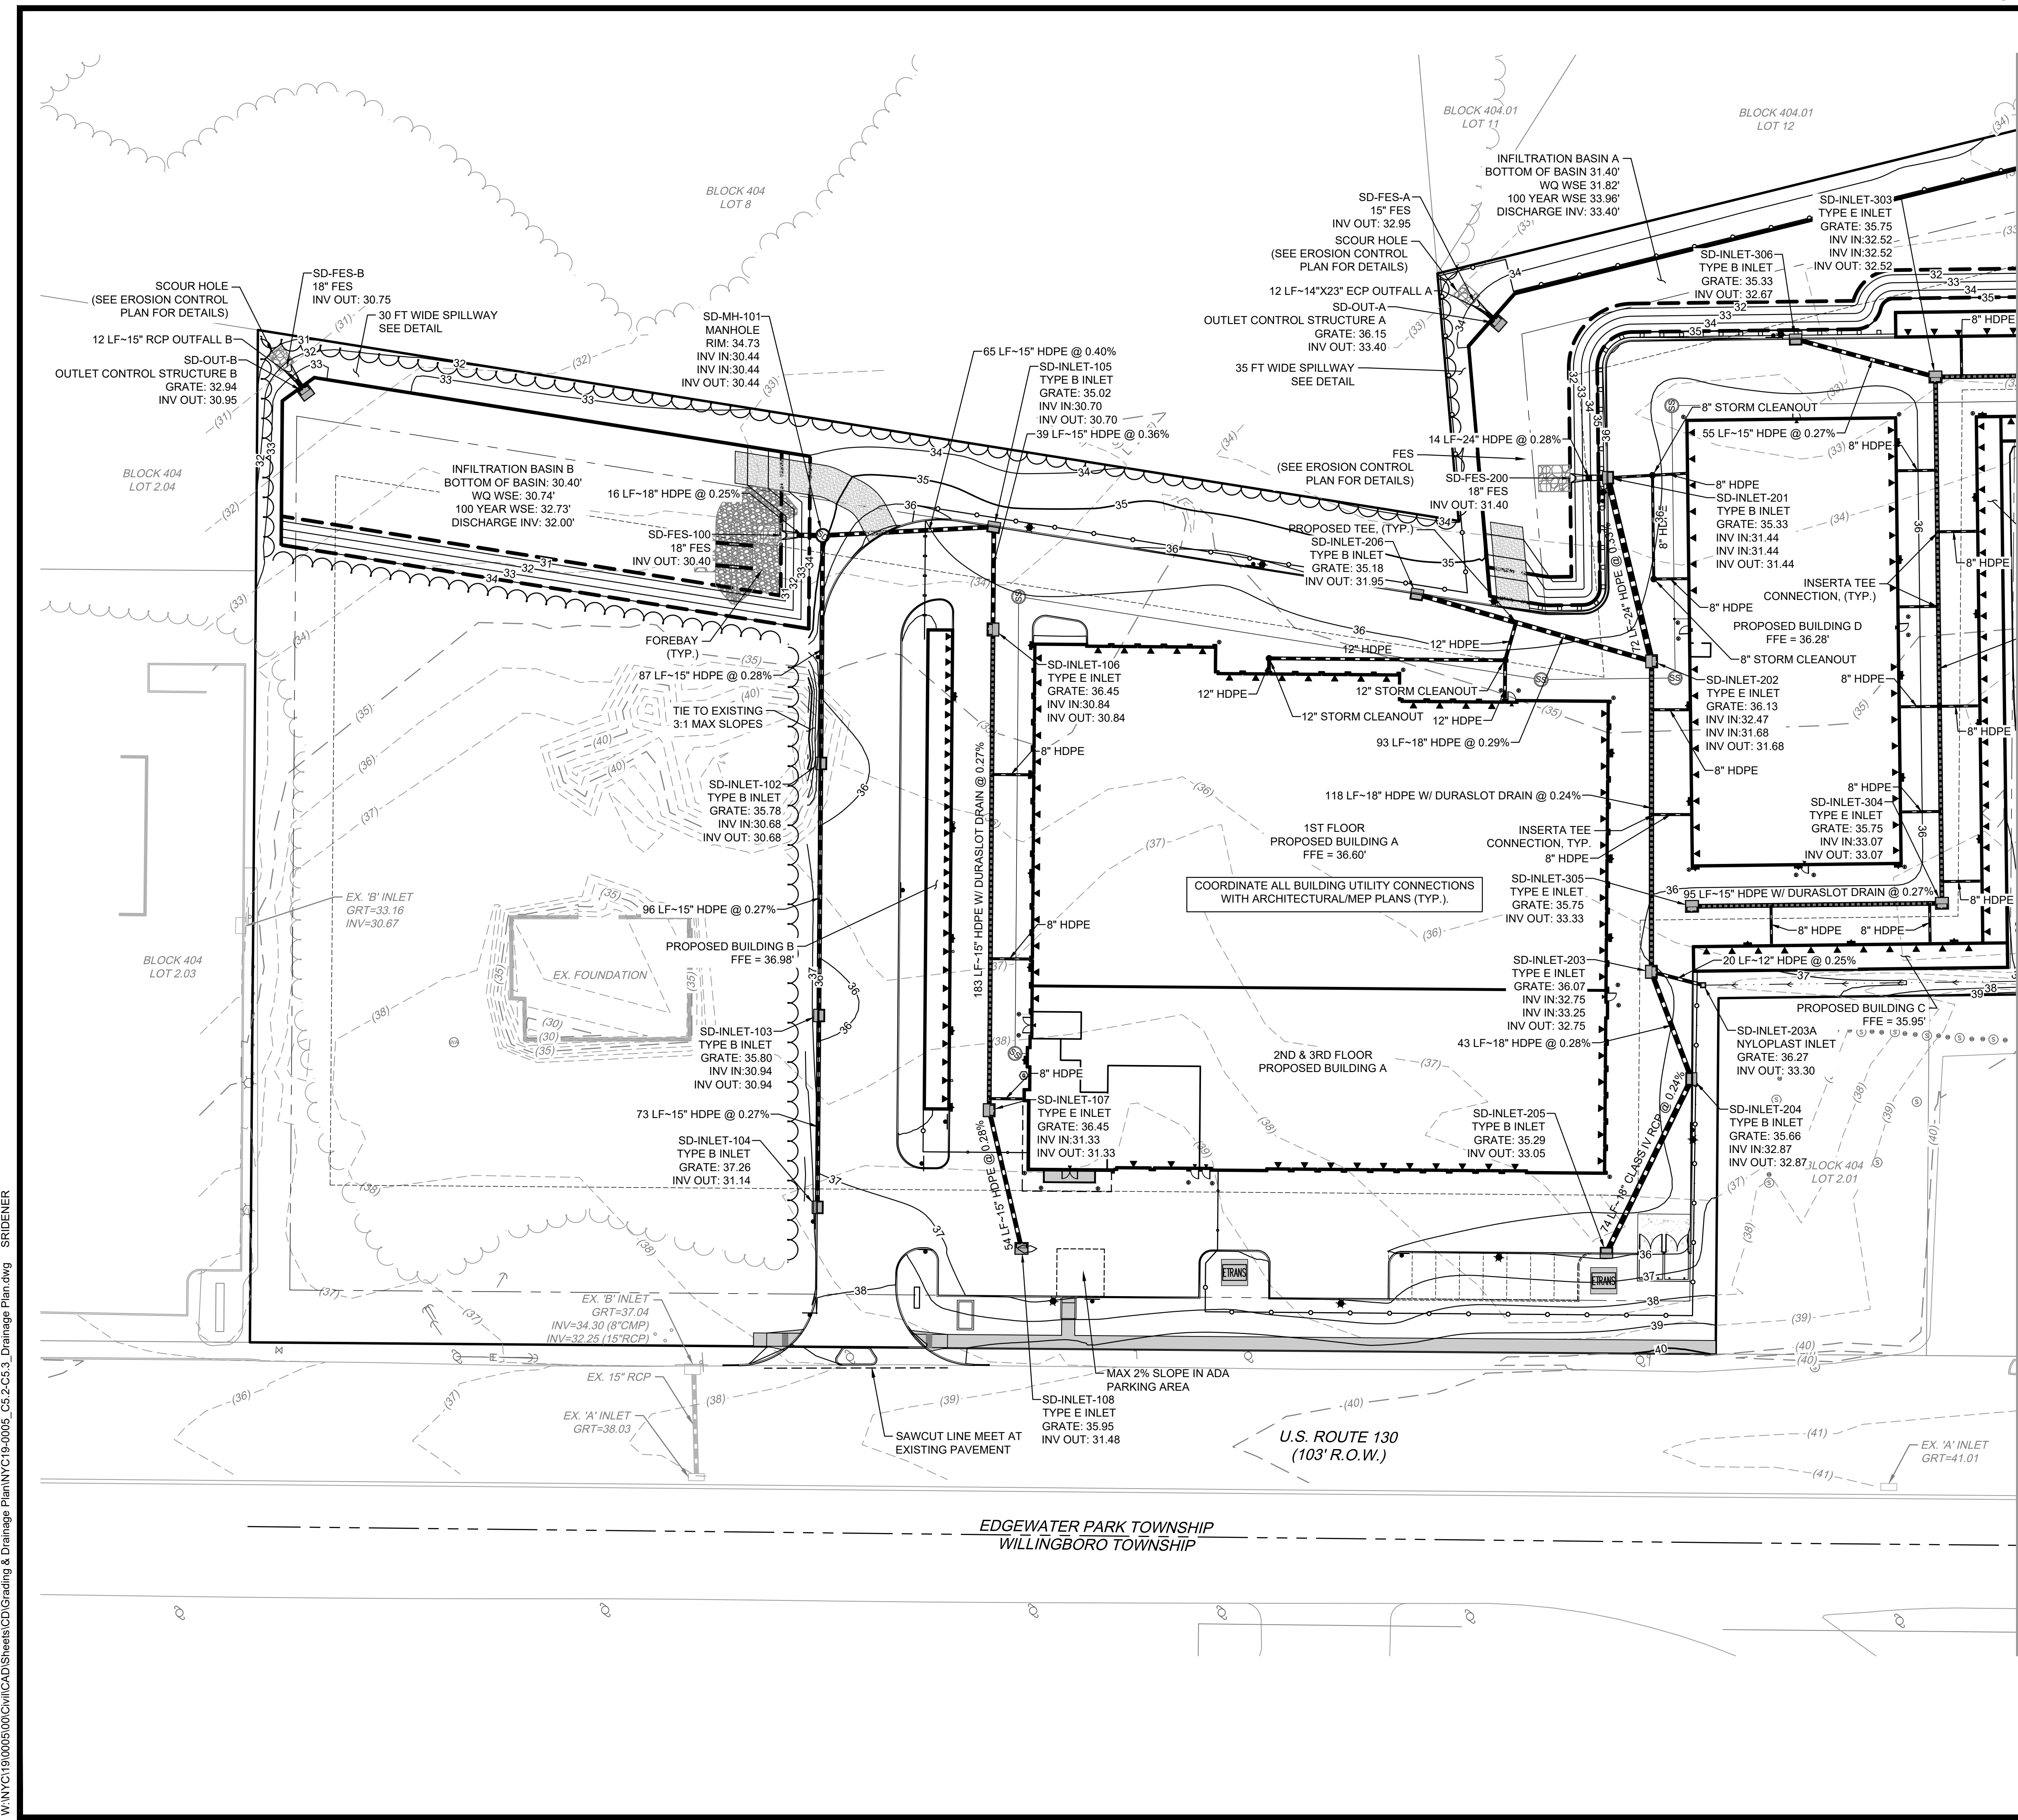 BLOCK 404
LOT 8
BLOCK 404.01
LOT 11
BLOCK 404.01
LOT 12
INFILTRATION BASIN A
BOTTOM OF BASIN 31.40'
WQ WSE 31.82'
100 YEAR WSE 33.96'
DISCHARGE INV: 33.40'
SD-FES-A
15" FES
INV OUT: 32.95
SCOUR HOLE
(SEE EROSION CONTROL
PLAN FOR DETAILS)
12 LF~14"X23" ECP OUTFALL A
SD-OUT-A
OUTLET CONTROL STRUCTURE A
GRATE: 36.15
INV OUT: 33.40
35 FT WIDE SPILLWAY
SEE DETAIL
SD-INLET-303
TYPE E INLET
GRATE: 35.75
INV IN:32.52
INV IN:32.52
INV OUT: 32.52
SD-INLET-306
TYPE B INLET
GRATE: 35.33
INV OUT: 32.67
SD-FES-B
18" FES
INV OUT: 30.75
SCOUR HOLE
(SEE EROSION CONTROL
PLAN FOR DETAILS)
30 FT WIDE SPILLWAY
SEE DETAIL
12 LF~15" RCP OUTFALL B
SD-OUT-B
OUTLET CONTROL STRUCTURE B
GRATE: 32.94
INV OUT: 30.95
SD-MH-101
MANHOLE
RIM: 34.73
INV IN:30.44
INV IN:30.44
INV OUT: 30.44
65 LF~15" HDPE @ 0.40%
SD-INLET-105
TYPE B INLET
GRATE: 35.02
INV IN:30.70
INV OUT: 30.70
39 LF~15" HDPE @ 0.36%
8" HDPE
8" STORM CLEANOUT
55 LF~15" HDPE @ 0.27%
8" HDPE
14 LF~24" HDPE @ 0.28%
FES
(SEE EROSION CONTROL
PLAN FOR DETAILS)
SD-FES-200
18" FES
INV OUT: 31.40
8" HDPE
SD-INLET-201
TYPE B INLET
GRATE: 35.33
INV IN:31.44
INV IN:31.44
INV OUT: 31.44
8" HDPE
BLOCK 404
LOT 2.04
INFILTRATION BASIN B
BOTTOM OF BASIN: 30.40'
WQ WSE: 30.74'
100 YEAR WSE: 32.73'
DISCHARGE INV: 32.00'
16 LF~18" HDPE @ 0.25%
SD-FES-100
18" FES
INV OUT: 30.40
PROPOSED TEE, (TYP.)
SD-INLET-206
TYPE B INLET
GRATE: 35.18
INV OUT: 31.95
8" HDPE
INSERTA TEE
CONNECTION, (TYP.)
8" HDPE
PROPOSED BUILDING D
FFE = 36.28'
8" STORM CLEANOUT
FOREBAY
(TYP.)
87 LF~15" HDPE @ 0.28%
TIE TO EXISTING
3:1 MAX SLOPES
SD-INLET-106
TYPE E INLET
GRATE: 36.45
INV IN:30.84
INV OUT: 30.84
12" HDPE
12" HDPE
12" HDPE
12" STORM CLEANOUT
12" STORM CLEANOUT
12" HDPE
93 LF~18" HDPE @ 0.29%
SD-INLET-202
TYPE E INLET
GRATE: 36.13
INV IN:32.47
INV IN:31.68
INV OUT: 31.68
8" HDPE
8" HDPE
8" HDPE
8" HDPE
SD-INLET-102
TYPE B INLET
GRATE: 35.78
INV IN:30.68
INV OUT: 30.68
8" HDPE
183 LF~15" HDPE W/ DURASLOT DRAIN @ 0.27%
118 LF~18" HDPE W/ DURASLOT DRAIN @ 0.24%
8" HDPE
SD-INLET-304
TYPE E INLET
GRATE: 35.75
INV IN:33.07
INV OUT: 33.07
1ST FLOOR
PROPOSED BUILDING A
FFE = 36.60'
INSERTA TEE
CONNECTION, TYP.
8" HDPE
COORDINATE ALL BUILDING UTILITY CONNECTIONS
WITH ARCHITECTURAL/MEP PLANS (TYP.).
SD-INLET-305
TYPE E INLET
GRATE: 35.75
INV OUT: 33.33
95 LF~15" HDPE W/ DURASLOT DRAIN @ 0.27%
8" HDPE
8" HDPE
8" HDPE
EX. 'B' INLET
GRT=33.16
INV=30.67
96 LF~15" HDPE @ 0.27%
8" HDPE
PROPOSED BUILDING B
FFE = 36.98'
BLOCK 404
LOT 2.03
EX. FOUNDATION
SD-INLET-203
TYPE E INLET
GRATE: 36.07
INV IN:32.75
INV IN:33.25
INV OUT: 32.75
20 LF~12" HDPE @ 0.25%
PROPOSED BUILDING C
FFE = 35.95'
SD-INLET-203A
NYLOPLAST INLET
GRATE: 36.27
INV OUT: 33.30
43 LF~18" HDPE @ 0.28%
SD-INLET-103
TYPE B INLET
GRATE: 35.80
INV IN:30.94
INV OUT: 30.94
2ND & 3RD FLOOR
PROPOSED BUILDING A
8" HDPE
SD-INLET-107
TYPE E INLET
GRATE: 36.45
INV IN:31.33
INV OUT: 31.33
73 LF~15" HDPE @ 0.27%
SD-INLET-104
TYPE B INLET
GRATE: 37.26
INV OUT: 31.14
SD-INLET-205
TYPE B INLET
GRATE: 35.29
INV OUT: 33.05
SD-INLET-204
TYPE B INLET
GRATE: 35.66
INV IN:32.87
INV OUT: 32.87
BLOCK 404
LOT 2.01
74 LF~18" CLASS IV RCP @ 0.24%
54 LF~15" HDPE @ 0.28%
ETRANS
ETRANS
EX. 'B' INLET
GRT=37.04
INV=34.30 (8"CMP)
INV=32.25 (15"RCP)
EX. 15" RCP
EX. 'A' INLET
GRT=38.03
MAX 2% SLOPE IN ADA
PARKING AREA
SD-INLET-108
TYPE E INLET
GRATE: 35.95
INV OUT: 31.48
SAWCUT LINE MEET AT
EXISTING PAVEMENT
U.S. ROUTE 130
(103' R.O.W.)
EX. 'A' INLET
GRT=41.01
EDGEWATER PARK TOWNSHIP
WILLINGBORO TOWNSHIP
W:\NYC\19\0005\00\Civil\CAD\Sheets\CD\Grading & Drainage Plan\NYC19-0005_C5.2-C5.3_Drainage Plan.dwg SRIDENER